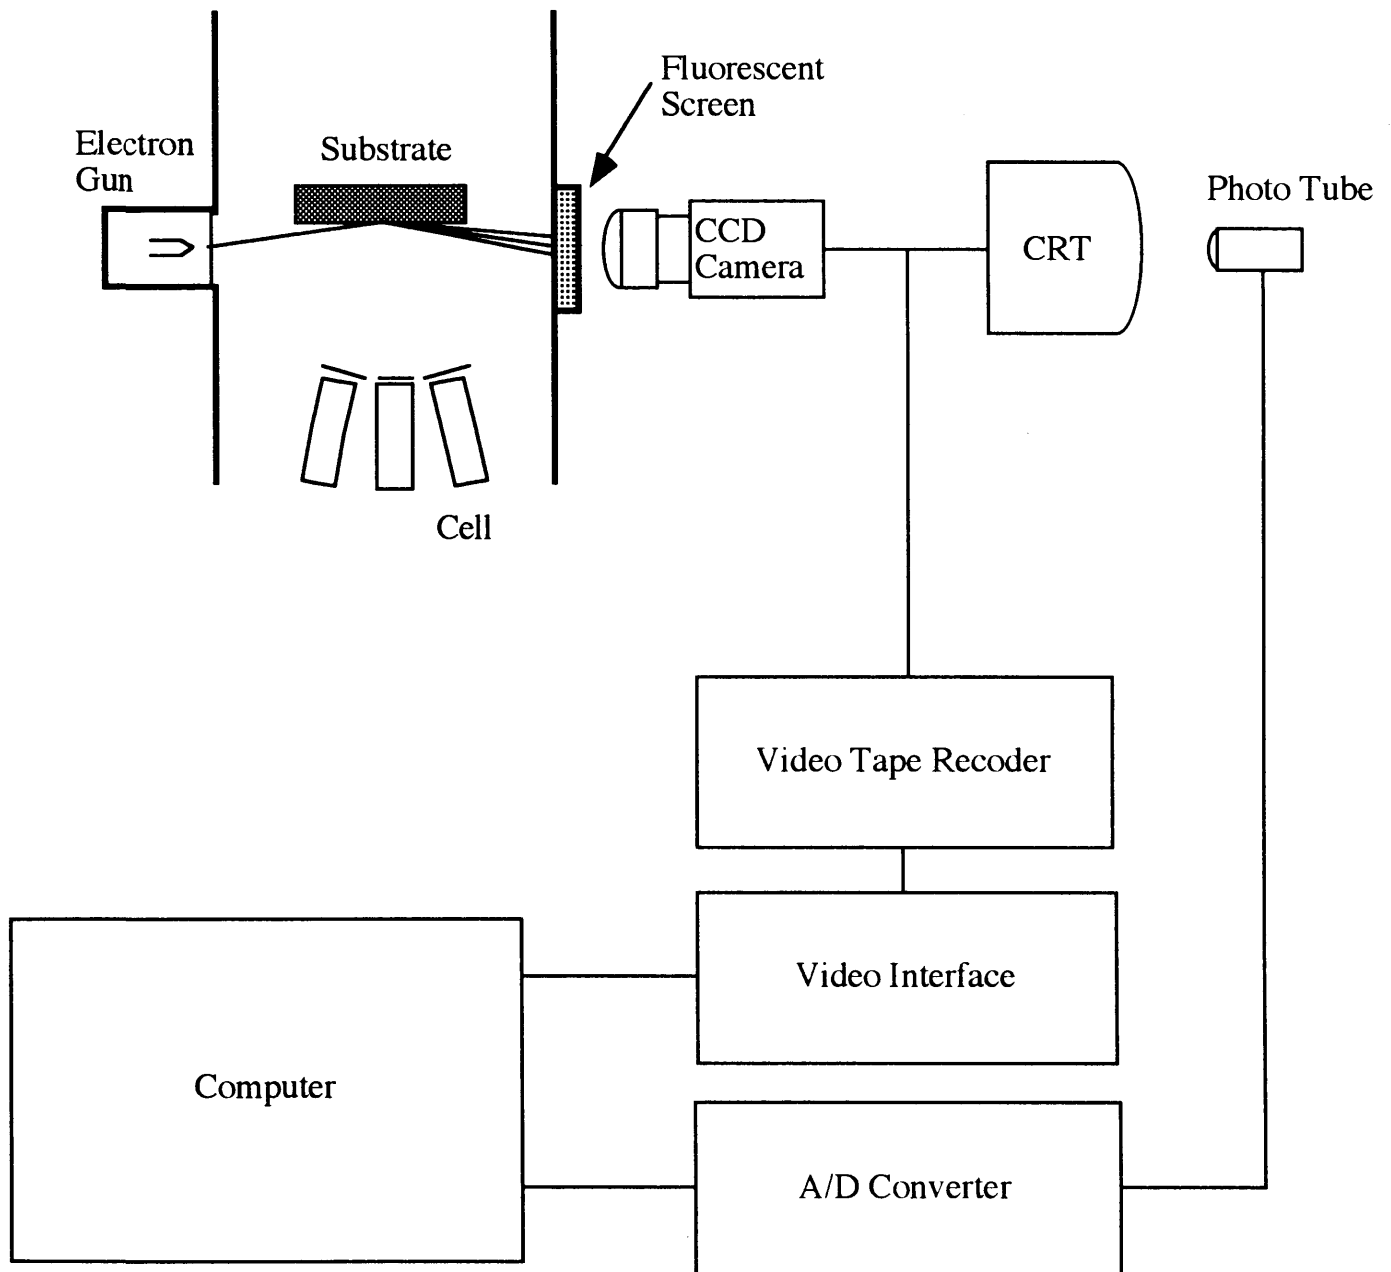 Fluorescent
Screen
Electron
Gun
Substrate
Photo Tube
CCD
Camera
CRT
Cell
Video Tape Recoder
Video Interface
Computer
A/D Converter